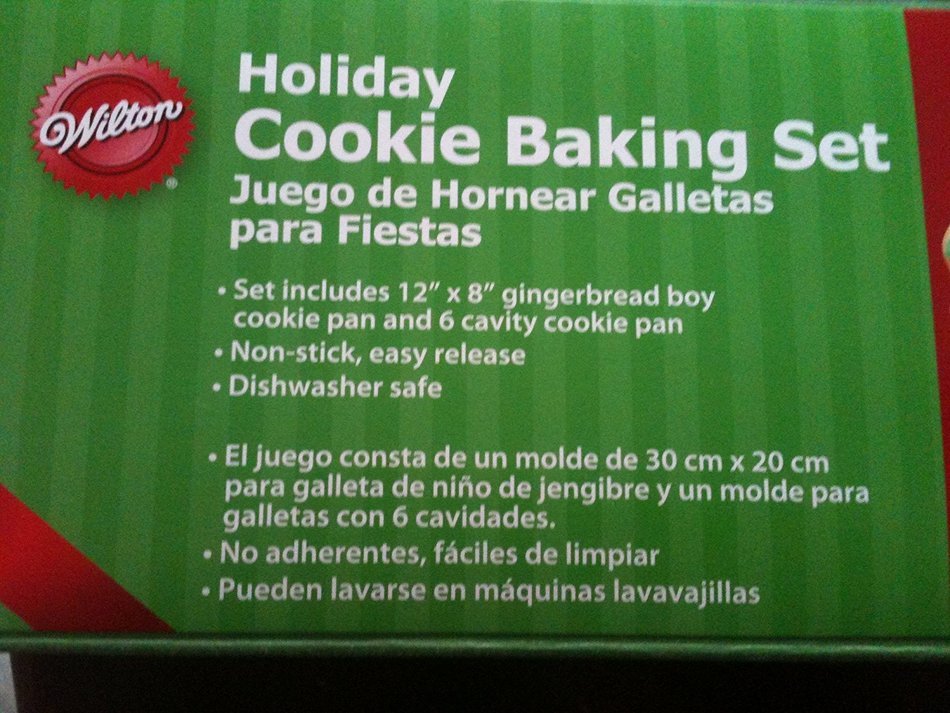 Wilton
®
Holiday
Cookie Baking Set
Juego de Hornear Galletas
para Fiestas
• Set includes 12” x 8” gingerbread boy
cookie pan and 6 cavity cookie pan
• Non-stick, easy release
• Dishwasher safe
• El juego consta de un molde de 30 cm x 20 cm
para galleta de niño de jengibre y un molde para
galletas con 6 cavidades.
• No adherentes, fáciles de limpiar
• Pueden lavarse en máquinas lavavajillas